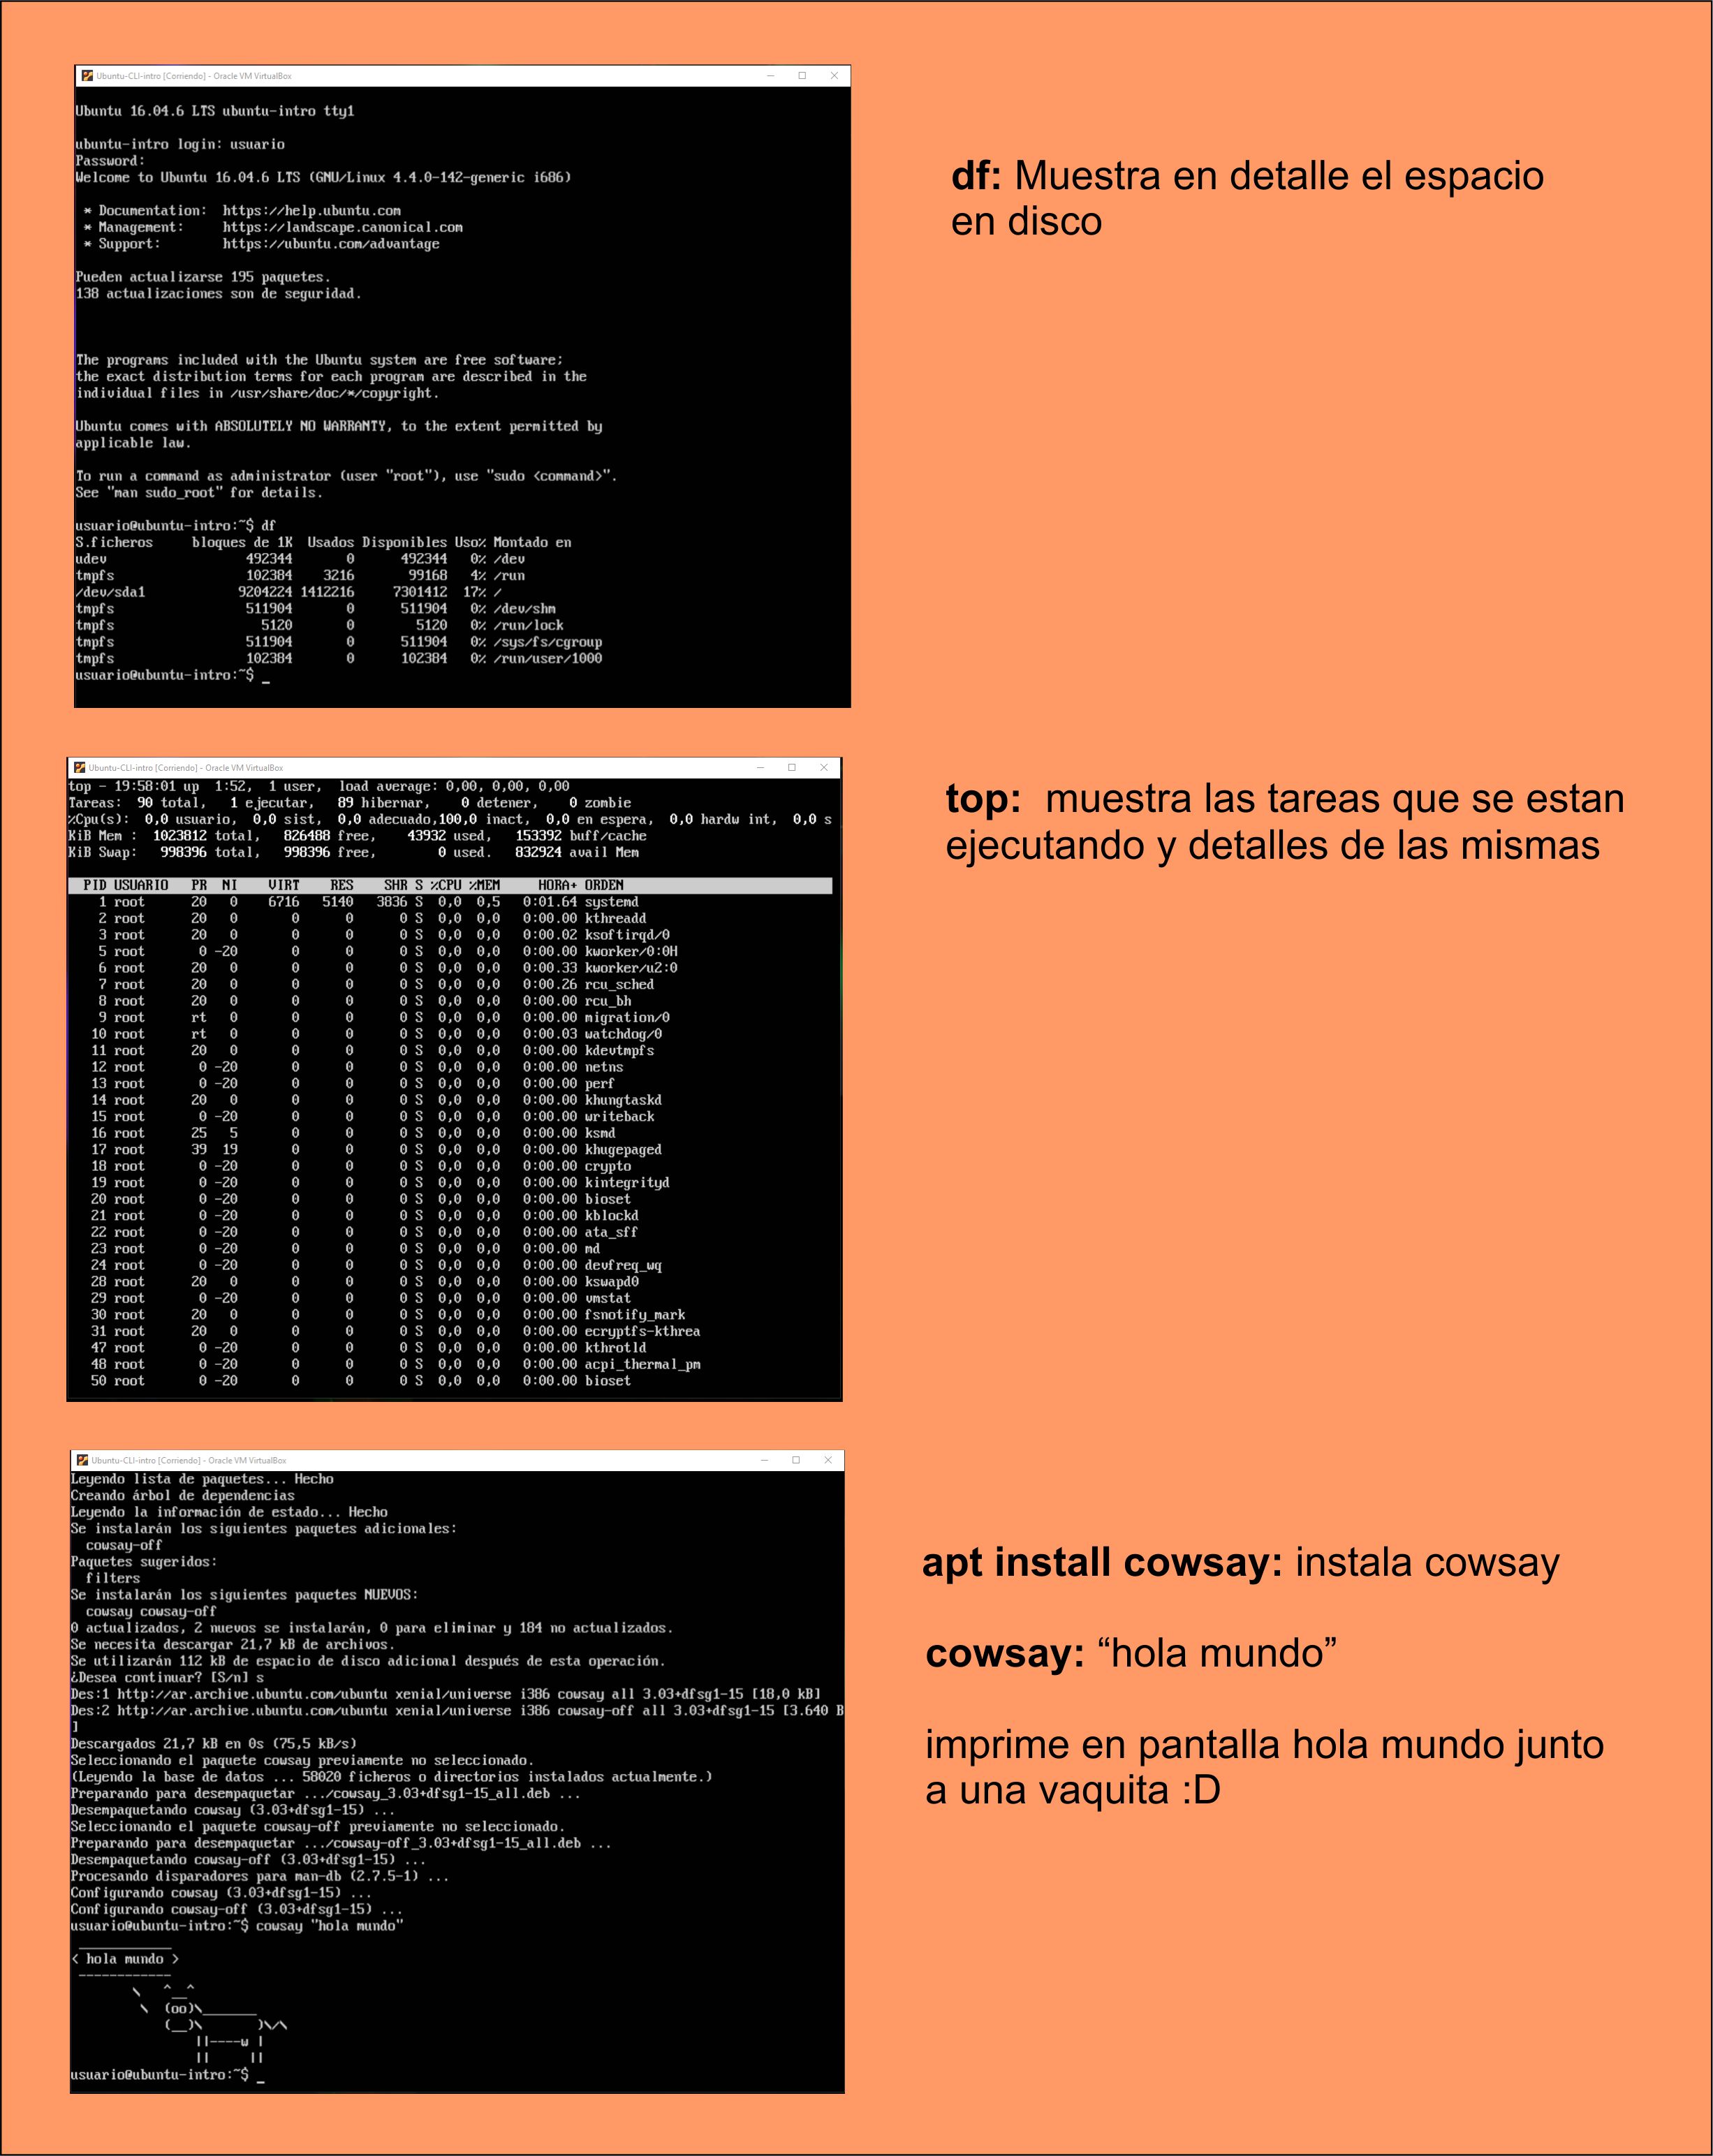 Ubuntu-CLI-intro [Corriendo] - Oracle VM VirtualBox
Ubuntu 16.04.6 LTS ubuntu-intro tty1
ubuntu-intro login: usuario
Password:
Welcome to Ubuntu 16.04.6 LTS (GNU/Linux 4.4.0-142-generic i686)
* Documentation:  https://help.ubuntu.com
* Management:     https://landscape.canonical.com
* Support:        https://ubuntu.com/advantage
Pueden actualizarse 195 paquetes.
138 actualizaciones son de seguridad.
The programs included with the Ubuntu system are free software;
the exact distribution terms for each program are described in the
individual files in /usr/share/doc/*/copyright.
Ubuntu comes with ABSOLUTELY NO WARRANTY, to the extent permitted by
applicable law.
To run a command as administrator (user "root"), use "sudo <command>".
See "man sudo_root" for details.
usuario@ubuntu-intro:~$ df
S.ficheros     bloques de 1K  Usados Disponibles Uso% Montado en
udev                  492344       0      492344   0% /dev
tmpfs                 102384    3216       99168   4% /run
/dev/sda1            9204224 1412216     7301412  17% /
tmpfs                 511904       0      511904   0% /dev/shm
tmpfs                   5120       0        5120   0% /run/lock
tmpfs                 511904       0      511904   0% /sys/fs/cgroup
tmpfs                 102384       0      102384   0% /run/user/1000
usuario@ubuntu-intro:~$ _
df: Muestra en detalle el espacio
en disco
Ubuntu-CLI-intro [Corriendo] - Oracle VM VirtualBox
top - 19:58:01 up  1:52,  1 user,  load average: 0,00, 0,00, 0,00
Tareas:  90 total,   1 ejecutar,   89 hibernar,    0 detener,    0 zombie
%Cpu(s):  0,0 usuario,  0,0 sist,  0,0 adecuado,100,0 inact,  0,0 en espera,  0,0 hardw int,  0,0 s
KiB Mem :  1023812 total,   826488 free,    43932 used,   153392 buff/cache
KiB Swap:   998396 total,   998396 free,        0 used.   832924 avail Mem
PID USUARIO   PR  NI    VIRT    RES    SHR S %CPU %MEM     HORA+ ORDEN
1 root      20   0    6716   5140   3836 S  0,0  0,5   0:01.64 systemd
2 root      20   0       0      0      0 S  0,0  0,0   0:00.00 kthreadd
3 root      20   0       0      0      0 S  0,0  0,0   0:00.02 ksoftirqd/0
5 root       0 -20       0      0      0 S  0,0  0,0   0:00.00 kworker/0:0H
6 root      20   0       0      0      0 S  0,0  0,0   0:00.33 kworker/u2:0
7 root      20   0       0      0      0 S  0,0  0,0   0:00.26 rcu_sched
8 root      20   0       0      0      0 S  0,0  0,0   0:00.00 rcu_bh
9 root      rt   0       0      0      0 S  0,0  0,0   0:00.00 migration/0
10 root      rt   0       0      0      0 S  0,0  0,0   0:00.03 watchdog/0
11 root      20   0       0      0      0 S  0,0  0,0   0:00.00 kdevtmpfs
12 root       0 -20       0      0      0 S  0,0  0,0   0:00.00 netns
13 root       0 -20       0      0      0 S  0,0  0,0   0:00.00 perf
14 root      20   0       0      0      0 S  0,0  0,0   0:00.00 khungtaskd
15 root       0 -20       0      0      0 S  0,0  0,0   0:00.00 writeback
16 root      25   5       0      0      0 S  0,0  0,0   0:00.00 ksmd
17 root      39  19       0      0      0 S  0,0  0,0   0:00.00 khugepaged
18 root       0 -20       0      0      0 S  0,0  0,0   0:00.00 crypto
19 root       0 -20       0      0      0 S  0,0  0,0   0:00.00 kintegrityd
20 root       0 -20       0      0      0 S  0,0  0,0   0:00.00 bioset
21 root       0 -20       0      0      0 S  0,0  0,0   0:00.00 kblockd
22 root       0 -20       0      0      0 S  0,0  0,0   0:00.00 ata_sff
23 root       0 -20       0      0      0 S  0,0  0,0   0:00.00 md
24 root       0 -20       0      0      0 S  0,0  0,0   0:00.00 devfreq_wq
28 root      20   0       0      0      0 S  0,0  0,0   0:00.00 kswapd0
29 root       0 -20       0      0      0 S  0,0  0,0   0:00.00 vmstat
30 root      20   0       0      0      0 S  0,0  0,0   0:00.00 fsnotify_mark
31 root      20   0       0      0      0 S  0,0  0,0   0:00.00 ecryptfs-kthrea
47 root       0 -20       0      0      0 S  0,0  0,0   0:00.00 kthrotld
48 root       0 -20       0      0      0 S  0,0  0,0   0:00.00 acpi_thermal_pm
50 root       0 -20       0      0      0 S  0,0  0,0   0:00.00 bioset
top:  muestra las tareas que se estan
ejecutando y detalles de las mismas
Ubuntu-CLI-intro [Corriendo] - Oracle VM VirtualBox
Leyendo lista de paquetes... Hecho
Creando árbol de dependencias
Leyendo la información de estado... Hecho
Se instalarán los siguientes paquetes adicionales:
cowsay-off
Paquetes sugeridos:
filters
Se instalarán los siguientes paquetes NUEVOS:
cowsay cowsay-off
0 actualizados, 2 nuevos se instalarán, 0 para eliminar y 184 no actualizados.
Se necesita descargar 21,7 kB de archivos.
Se utilizarán 112 kB de espacio de disco adicional después de esta operación.
¿Desea continuar? [S/n] s
Des:1 http://ar.archive.ubuntu.com/ubuntu xenial/universe i386 cowsay all 3.03+dfsg1-15 [18,0 kB]
Des:2 http://ar.archive.ubuntu.com/ubuntu xenial/universe i386 cowsay-off all 3.03+dfsg1-15 [3.640 B
]
Descargados 21,7 kB en 0s (75,5 kB/s)
Seleccionando el paquete cowsay previamente no seleccionado.
(Leyendo la base de datos ... 58020 ficheros o directorios instalados actualmente.)
Preparando para desempaquetar .../cowsay_3.03+dfsg1-15_all.deb ...
Desempaquetando cowsay (3.03+dfsg1-15) ...
Seleccionando el paquete cowsay-off previamente no seleccionado.
Preparando para desempaquetar .../cowsay-off_3.03+dfsg1-15_all.deb ...
Desempaquetando cowsay-off (3.03+dfsg1-15) ...
Procesando disparadores para man-db (2.7.5-1) ...
Configurando cowsay (3.03+dfsg1-15) ...
Configurando cowsay-off (3.03+dfsg1-15) ...
usuario@ubuntu-intro:~$ cowsay "hola mundo"
 ____________
< hola mundo >
 ------------
        \   ^__^
         \  (oo)\_______
            (__)\       )\/\
                ||----w |
                ||     ||
usuario@ubuntu-intro:~$ _
apt install cowsay: instala cowsay
cowsay: “hola mundo”
imprime en pantalla hola mundo junto
a una vaquita :D